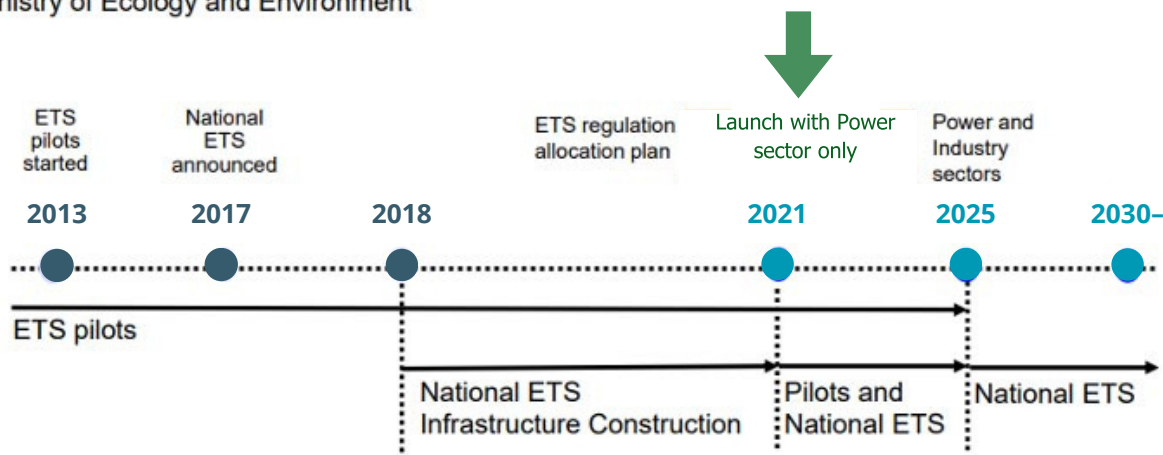 nistry of Ecology and Environment
ETS
pilots
started
National
ETS
announced
ETS regulation
allocation plan
Launch with Power
sector only
Power and
Industry
sectors
2013
2017
2018
2021
2025
2030–
ETS pilots
National ETS
Infrastructure Construction
Pilots and
National ETS
National ETS